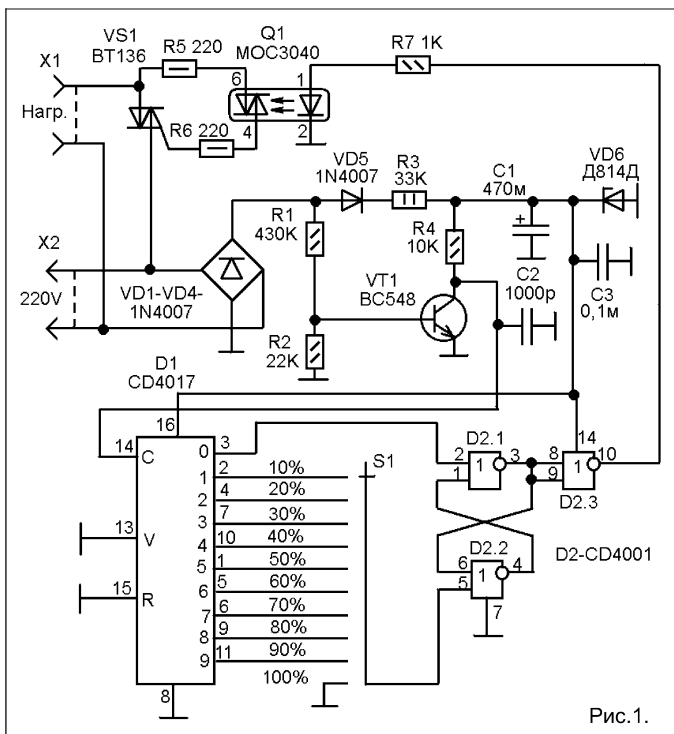 VS1
BT136
R5 220
Q1
MOC3040
R7 1K
X1
6
1
Нагр.
R6 220
4
2
VD5
1N4007
R3
33K
C1
470м
VD6
Д814Д
R1
430K
R4
10K
+
X2
220V
VD1-VD4-
1N4007
VT1
BC548
C2
1000р
C3
0,1м
R2
22K
D1
CD4017
16
14
C
0
3
S1
D2.1
2
1
1
3
14
8
9
1
10
D2.3
1
2
10%
2
4
20%
3
7
30%
13
V
4
10
40%
5
1
50%
D2.2
6
5
1
4
D2-CD4001
15
R
6
5
60%
7
6
70%
7
8
9
80%
9
11
90%
100%
8
Рис.1.